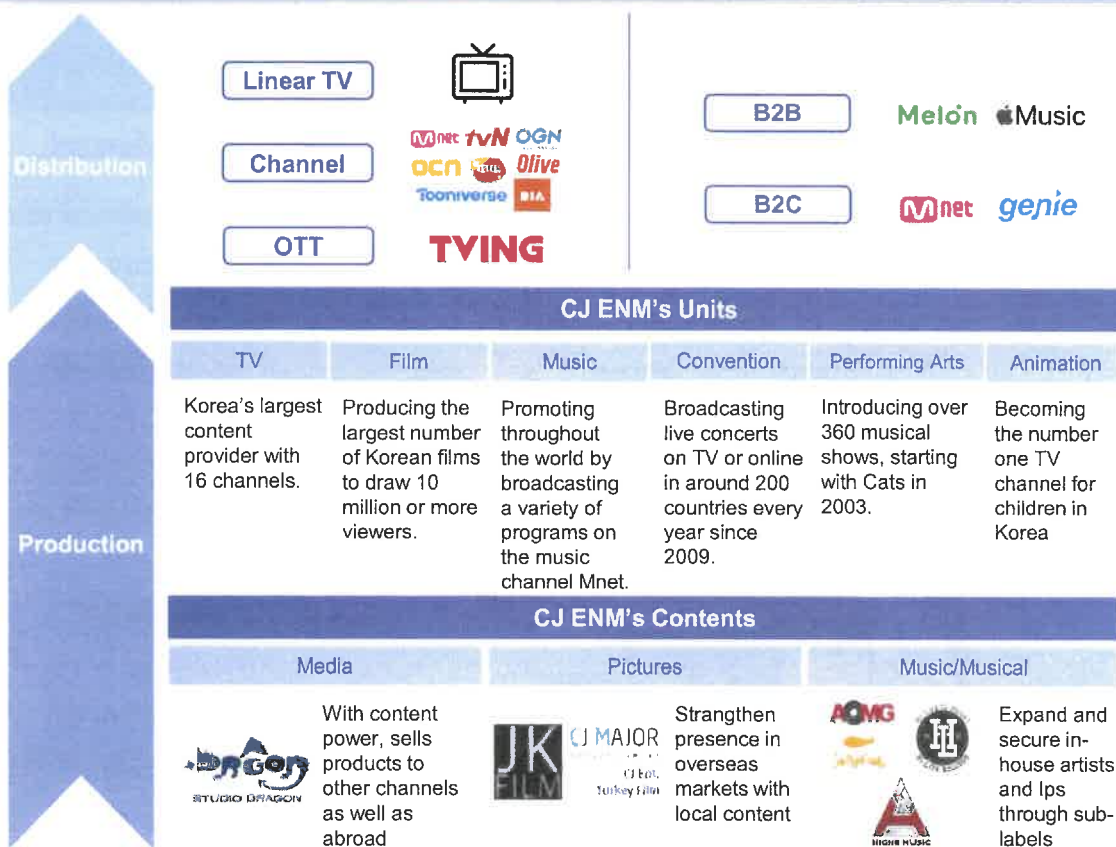 Distribution
Linear TV
Channel
Mnet tvN OGN
OCN Olive
Tooniverse DIA
OTT
TVING
B2B
Melon Music
B2C
Mnet genie
Production
CJ ENM's Units
TV
Korea's largest
content
provider with
16 channels.
Film
Producing the
largest number
of Korean films
to draw 10
million or more
viewers.
Music
Promoting
throughout
the world by
broadcasting
a variety of
programs on
the music
channel Mnet.
Convention
Broadcasting
live concerts
on TV or online
in around 200
countries every
year since
2009.
Performing Arts
Introducing over
360 musical
shows, starting
with Cats in
2003.
Animation
Becoming
the number
one TV
channel for
children in
Korea
CJ ENM's Contents
Media
DRAGON
STUDIO DRAGON
With content
power, sells
products to
other channels
as well as
abroad
Pictures
JK
FILM
CJ MAJOR
CJ Ent.
Turkey Film
Strangthen
presence in
overseas
markets with
local content
Music/Musical
AOMG
HIGHR MUSIC
Expand and
secure in-
house artists
and Ips
through sub-
labels